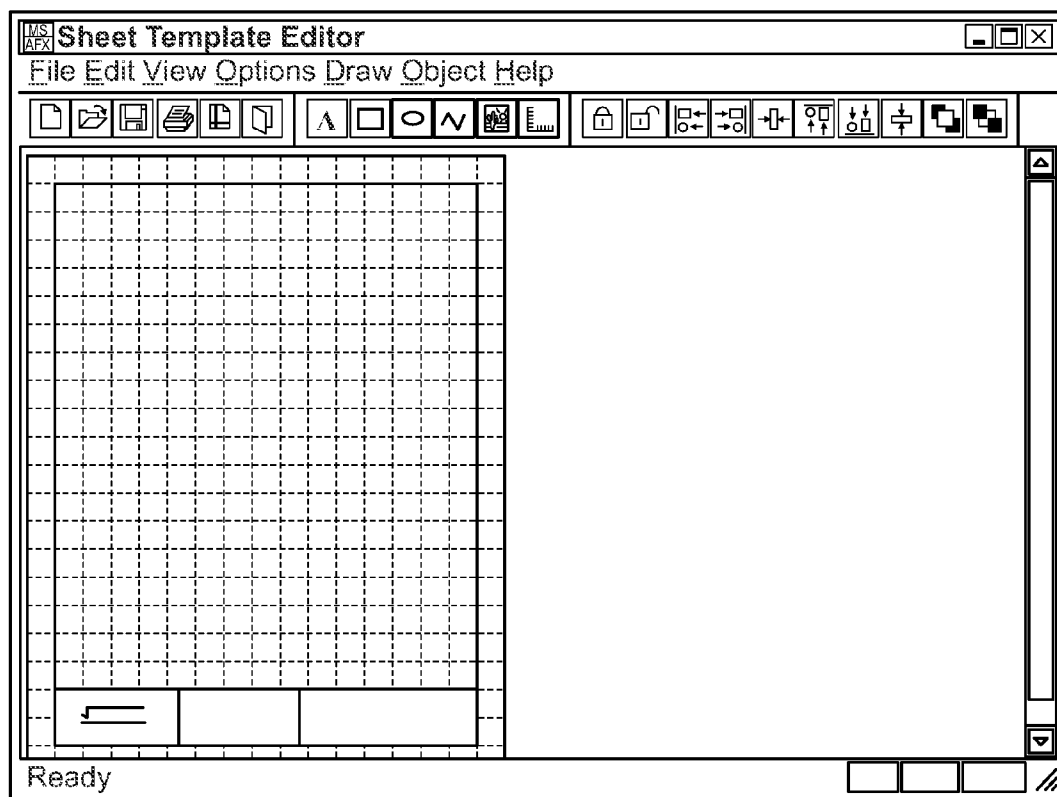 MS
AFX Sheet Template Editor
File Edit View Options Draw Object Help
A
Ready